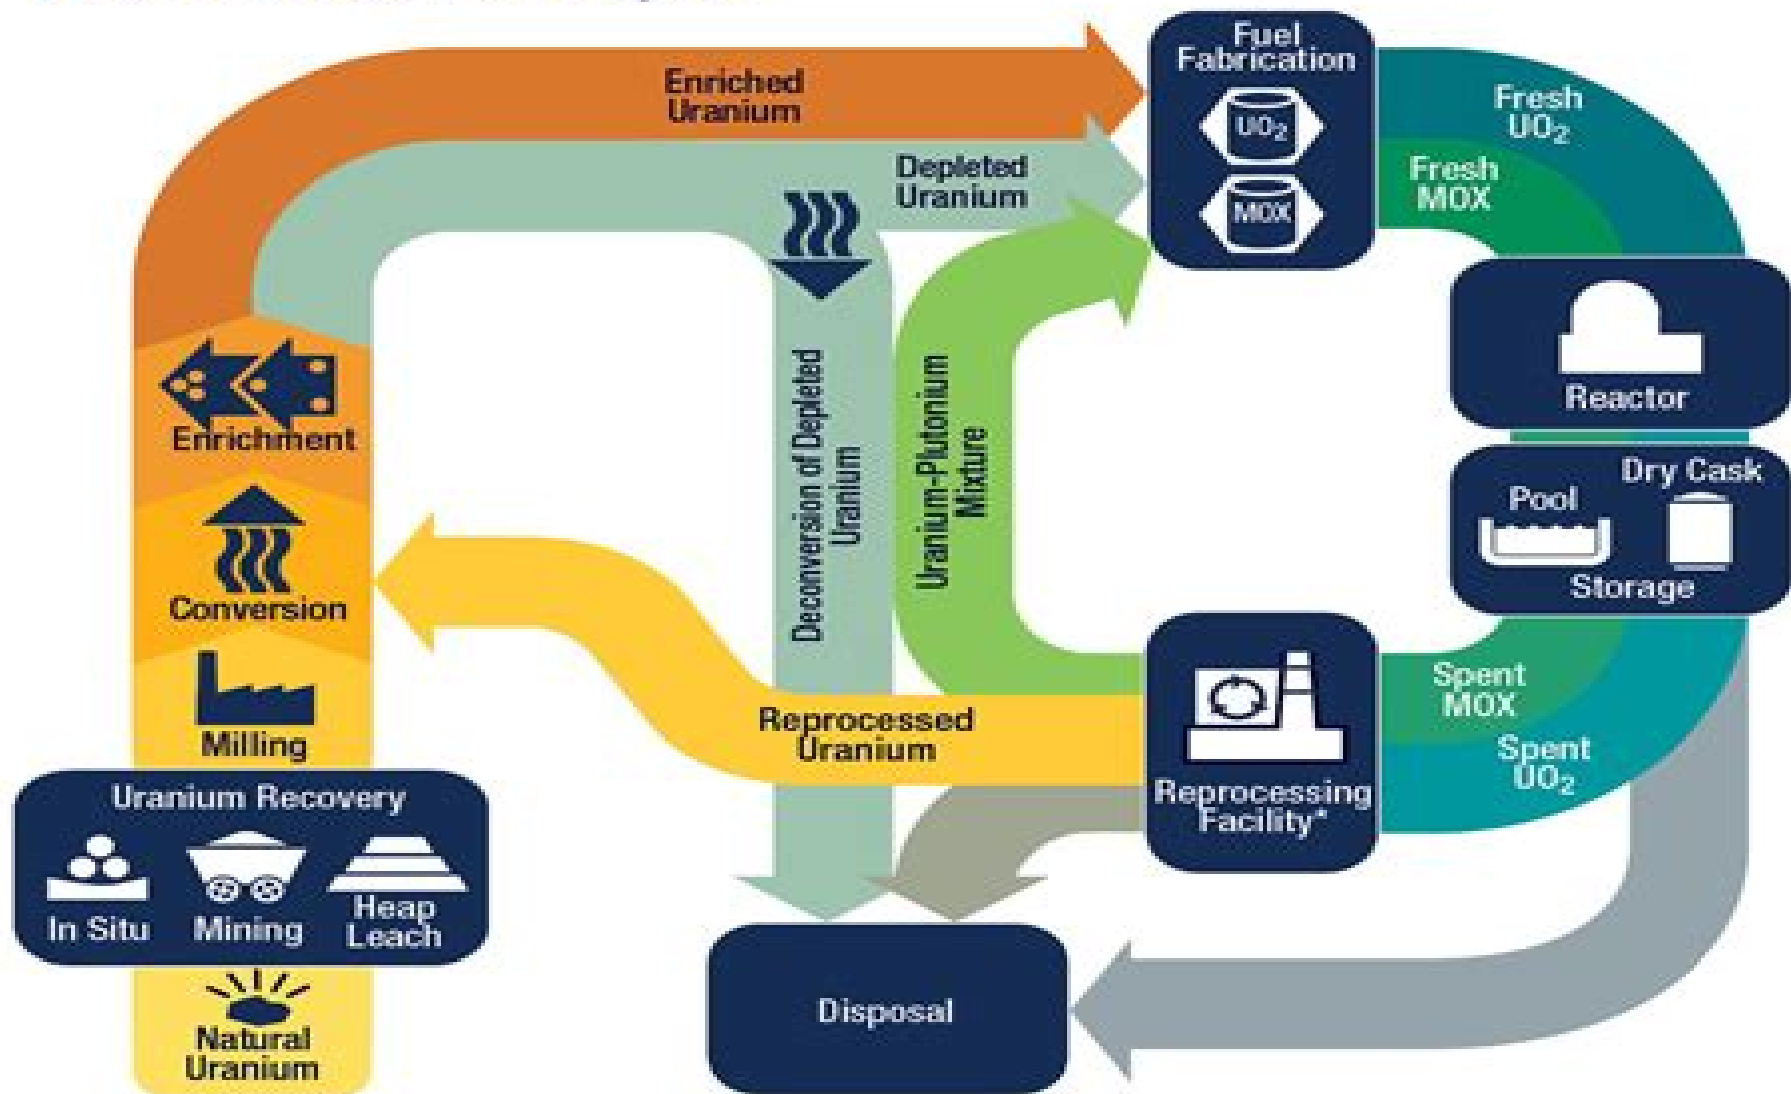 Enriched
Uranium
Depleted
Uranium
Fuel
Fabrication
UO₂
MOX
Fresh
UO₂
Fresh
MOX
Reactor
Dry Cask
Pool
Storage
Enrichment
Conversion
Milling
Deconversion of Depleted
Uranium
Uranium-Plutonium
Mixture
Reprocessed
Uranium
Reprocessing
Facility*
Spent
MOX
Spent
UO₂
Uranium Recovery
In Situ
Mining
Heap
Leach
Natural
Uranium
Disposal